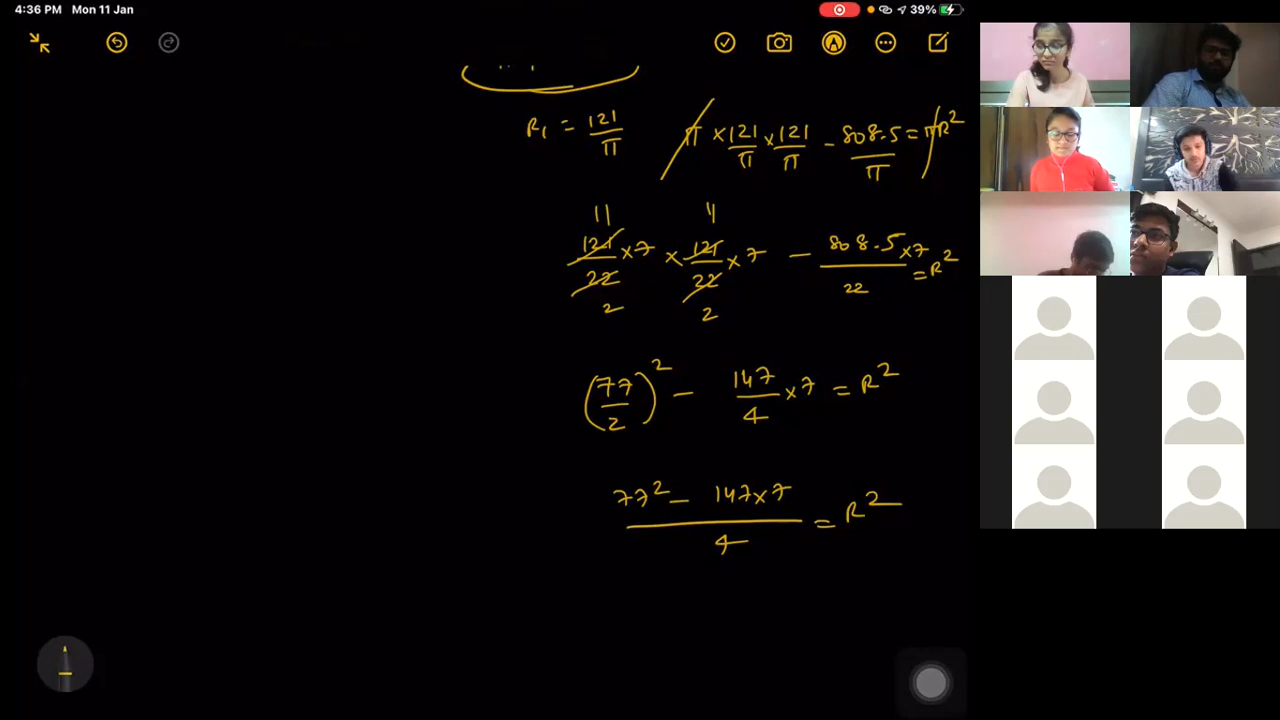 4:36 PM Mon 11 Jan
39%
R₁ = 121/π
π × 121/π × 121/π - 808.5/π = πR²
11 11
121/22 × 7 × 121/22 × 7 - 808.5 × 7/22 = R²
2 2
(77/2)² - 147/4 × 7 = R²
77² - 147 × 7 / 4 = R²